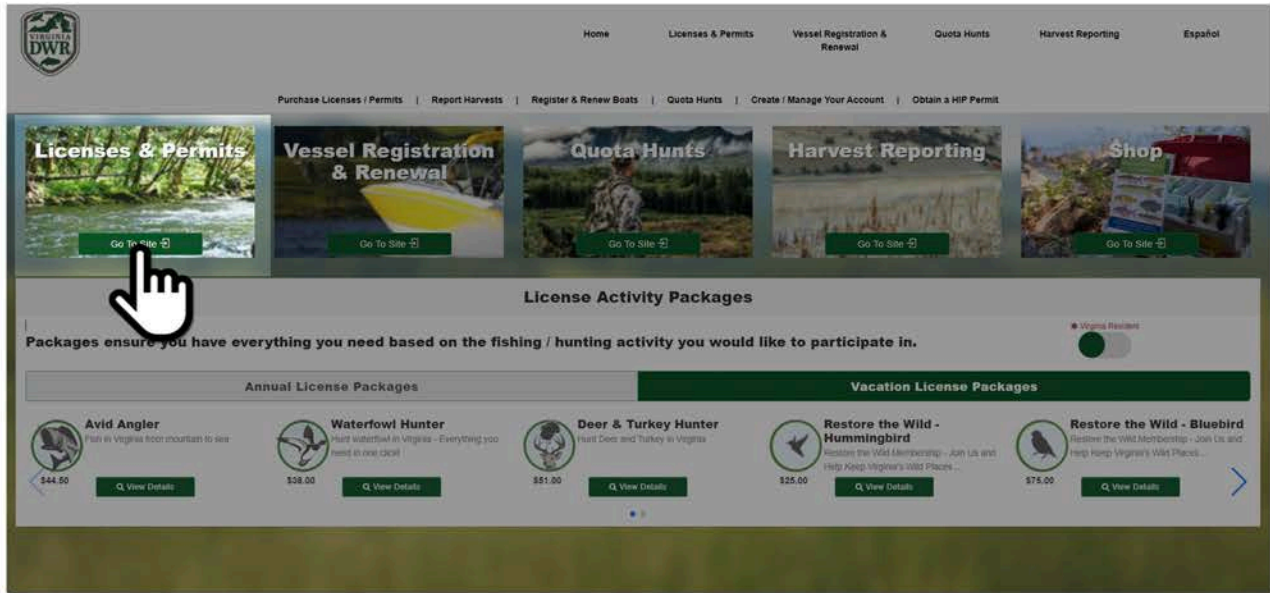 VIRGINIA
DWR
Home
Licenses & Permits
Vessel Registration &
Renewal
Quota Hunts
Harvest Reporting
Español
Purchase Licenses / Permits | Report Harvests | Register & Renew Boats | Quota Hunts | Create / Manage Your Account | Obtain a HIP Permit
Licenses & Permits
Go To Site
Vessel Registration
& Renewal
Go To Site
Quota Hunts
Go To Site
Harvest Reporting
Go To Site
Shop
Go To Site
License Activity Packages
Packages ensure you have everything you need based on the fishing / hunting activity you would like to participate in.
Virginia Resident
Annual License Packages
Vacation License Packages
Avid Angler
Fish in Virginia from mountain to sea
$44.50
View Details
Waterfowl Hunter
Hunt waterfowl in Virginia - Everything you
need in one click!
$38.00
View Details
Deer & Turkey Hunter
Hunt Deer and Turkey in Virginia
$51.00
View Details
Restore the Wild -
Hummingbird
Restore the Wild Membership - Join Us and
Help Keep Virginia's Wild Places...
$25.00
View Details
Restore the Wild - Bluebird
Restore the Wild Membership - Join Us and
Help Keep Virginia's Wild Places...
$75.00
View Details